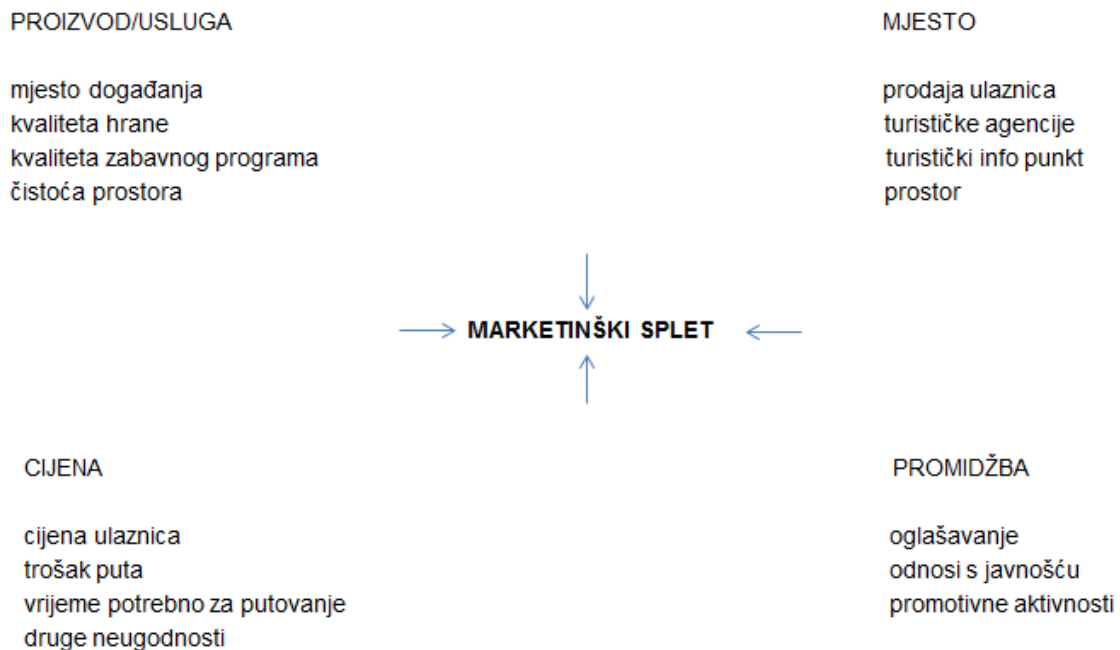 PROIZVOD/USLUGA
mjesto događanja
kvaliteta hrane
kvaliteta zabavnog programa
čistoća prostora
MJESTO
prodaja ulaznica
turističke agencije
turistički info punkt
prostor
MARKETINŠKI SPLET
CIJENA
cijena ulaznica
trošak puta
vrijeme potrebno za putovanje
druge neugodnosti
PROMIDŽBA
oglašavanje
odnosi s javnošću
promotivne aktivnosti